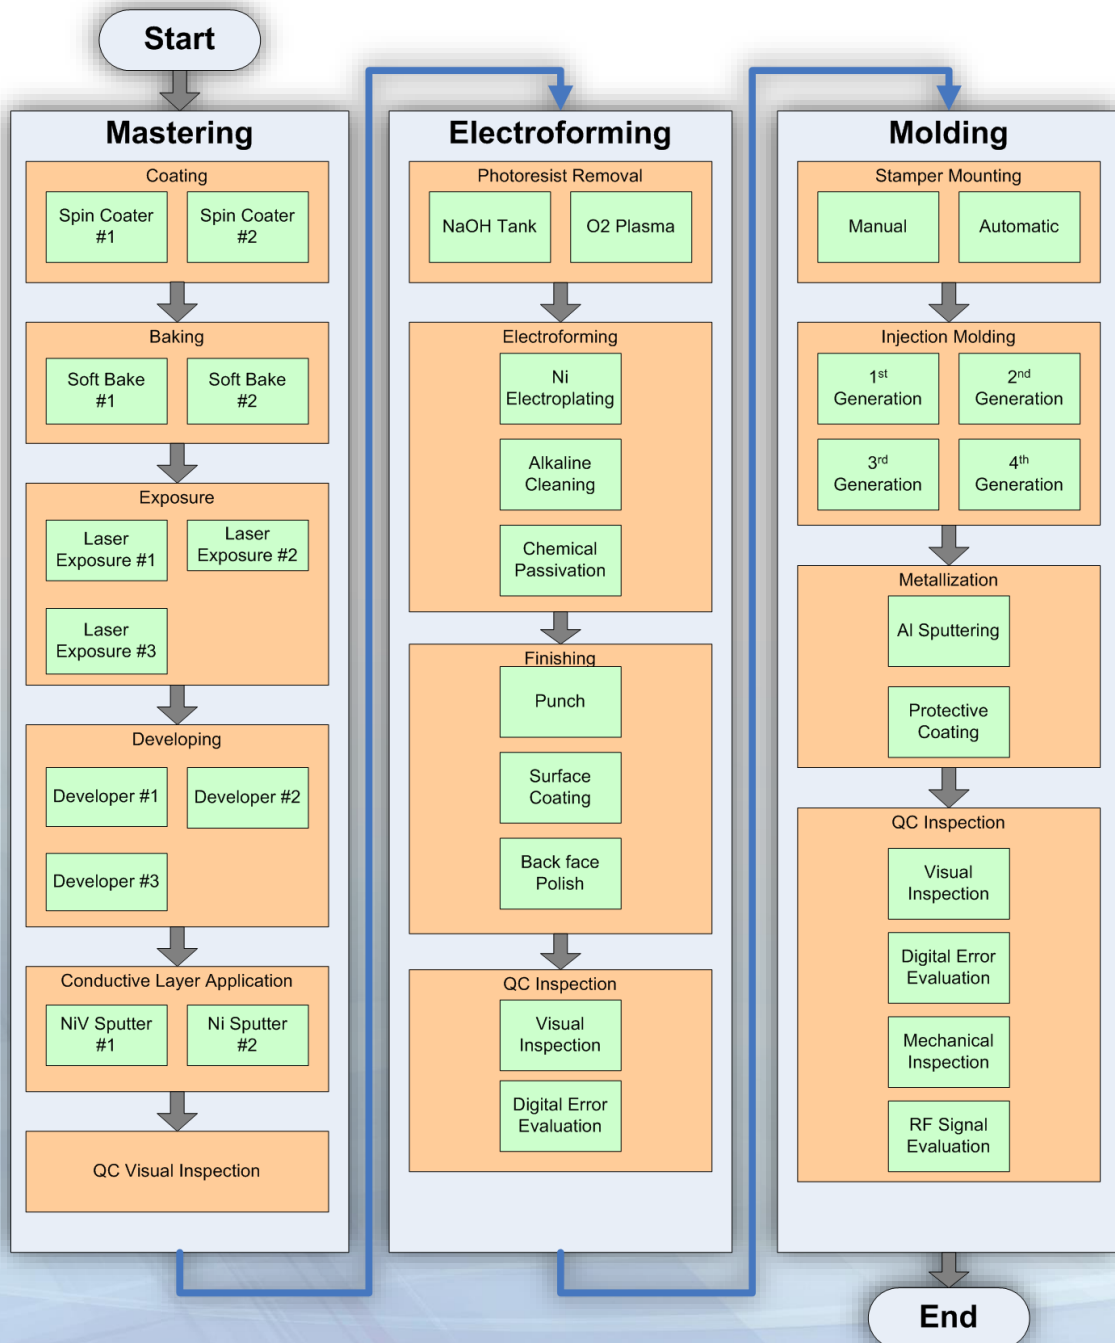 Start
Mastering
Coating
Spin Coater
#1
Spin Coater
#2
Baking
Soft Bake
#1
Soft Bake
#2
Exposure
Laser
Exposure #1
Laser
Exposure #2
Laser
Exposure #3
Developing
Developer #1
Developer #2
Developer #3
Conductive Layer Application
NiV Sputter
#1
Ni Sputter
#2
QC Visual Inspection
Electroforming
Photoresist Removal
NaOH Tank
O2 Plasma
Electroforming
Ni
Electroplating
Alkaline
Cleaning
Chemical
Passivation
Finishing
Punch
Surface
Coating
Back face
Polish
QC Inspection
Visual
Inspection
Digital Error
Evaluation
Molding
Stamper Mounting
Manual
Automatic
Injection Molding
1st
Generation
2nd
Generation
3rd
Generation
4th
Generation
Metallization
Al Sputtering
Protective
Coating
QC Inspection
Visual
Inspection
Digital Error
Evaluation
Mechanical
Inspection
RF Signal
Evaluation
End